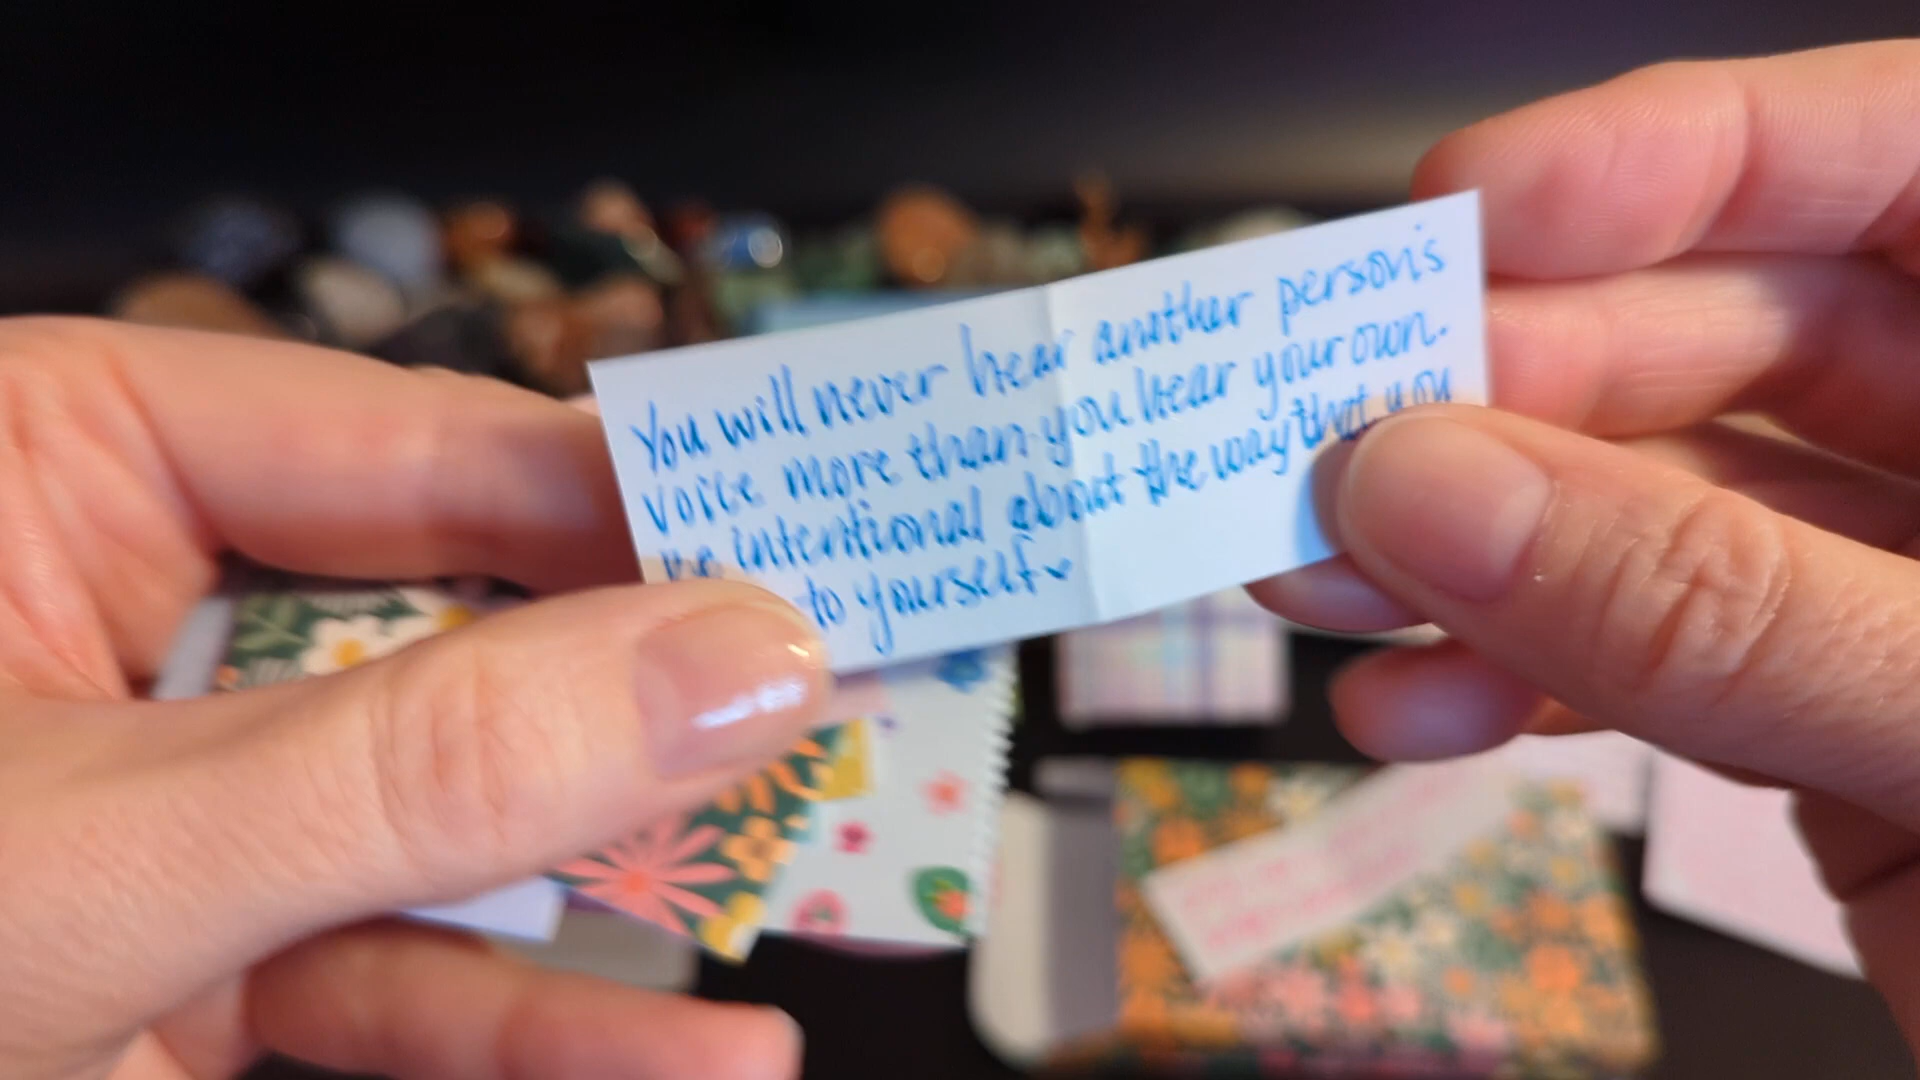 You will never hear another person's
voice more than you hear your own.
Be intentional about the way that you
to yourself